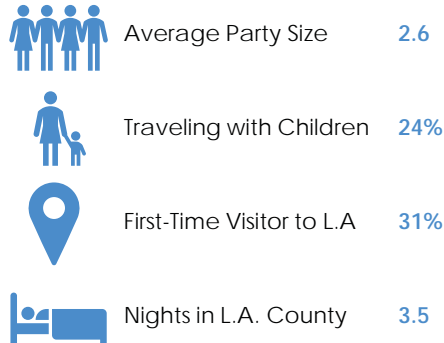 Average Party Size 2.6
Traveling with Children 24%
First-Time Visitor to L.A 31%
Nights in L.A. County 3.5